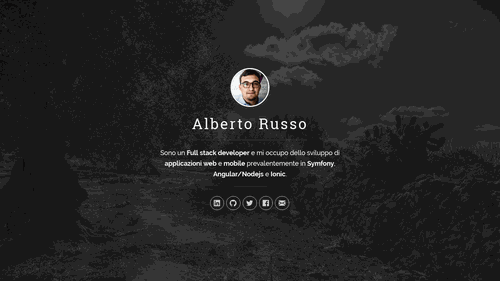 Alberto Russo
Sono un Full stack developer e mi occupo dello sviluppo di
applicazioni web e mobile prevalentemente in Symfony,
Angular/Nodejs e Ionic.